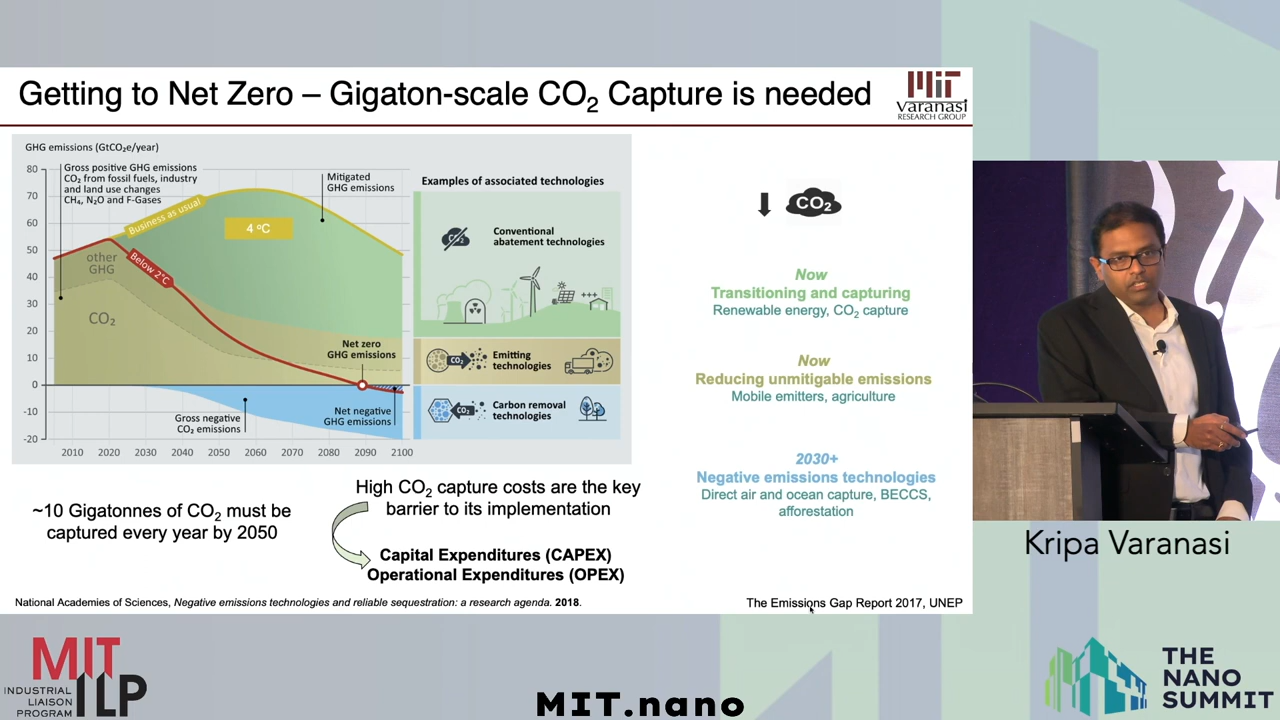 Getting to Net Zero – Gigaton-scale CO₂ Capture is needed
MIT
varanasi
RESEARCH GROUP
GHG emissions (GtCO₂e/year)
80
70
60
50
40
30
20
10
0
-10
-20
2010
2020
2030
2040
2050
2060
2070
2080
2090
2100
Gross positive GHG emissions
CO₂ from fossil fuels, industry
and land use changes
CH₄, N₂O and F-Gases
Business as usual
4 ºC
Mitigated
GHG emissions
Below 2°C
other
GHG
CO₂
Net zero
GHG emissions
Gross negative
CO₂ emissions
Net negative
GHG emissions
Examples of associated technologies
CO₂
Conventional
abatement technologies
CO₂
Emitting
technologies
CO₂
Carbon removal
technologies
CO₂
Now
Transitioning and capturing
Renewable energy, CO₂ capture
Now
Reducing unmitigable emissions
Mobile emitters, agriculture
2030+
Negative emissions technologies
Direct air and ocean capture, BECCS,
afforestation
~10 Gigatonnes of CO₂ must be
captured every year by 2050
High CO₂ capture costs are the key
barrier to its implementation
Capital Expenditures (CAPEX)
Operational Expenditures (OPEX)
National Academies of Sciences, Negative emissions technologies and reliable sequestration: a research agenda. 2018.
The Emissions Gap Report 2017, UNEP
Kripa Varanasi
MIT
ILP
INDUSTRIAL
LIAISON
PROGRAM
MIT.nano
THE
NANO
SUMMIT